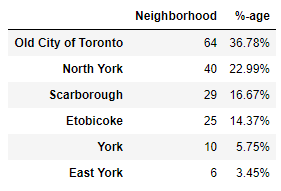 Neighborhood %-age
Old City of Toronto 64 36.78%
North York 40 22.99%
Scarborough 29 16.67%
Etobicoke 25 14.37%
York 10 5.75%
East York 6 3.45%